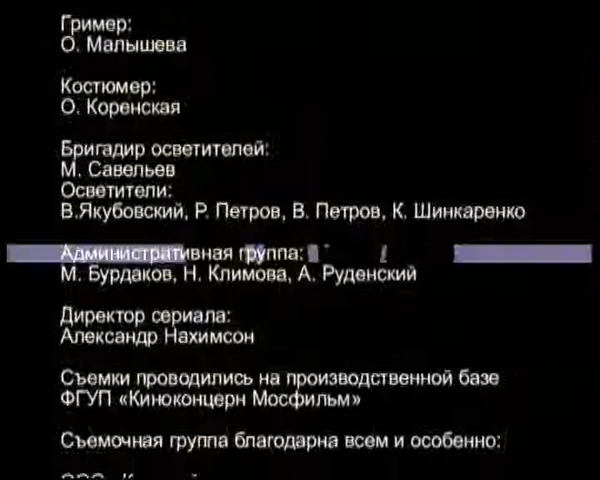 Гример:
О. Малышева
Костюмер:
О. Коренская
Бригадир осветителей:
М. Савельев
Осветители:
В.Якубовский, Р. Петров, В. Петров, К. Шинкаренко
Административная группа:
М. Бурдаков, Н. Климова, А. Руденский
Директор сериала:
Александр Нахимсон
Съемки проводились на производственной базе
ФГУП «Киноконцерн Мосфильм»
Съемочная группа благодарна всем и особенно: